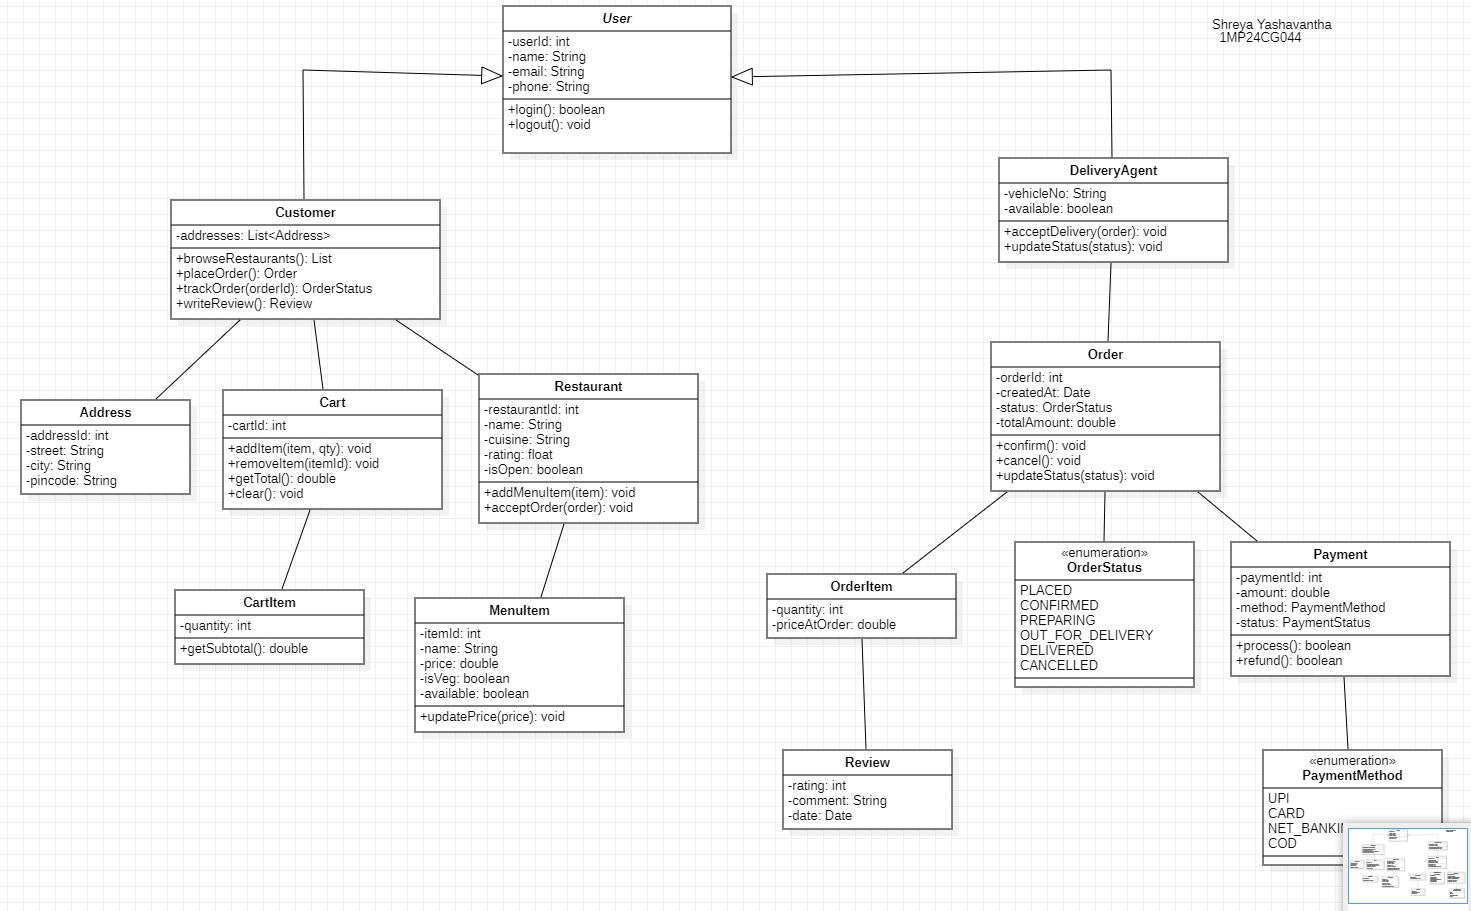 User
-userId: int
-name: String
-email: String
-phone: String
+login(): boolean
+logout(): void
Shreya Yashavantha
1MP24CG044
Customer
-addresses: List<Address>
+browseRestaurants(): List
+placeOrder(): Order
+trackOrder(orderId): OrderStatus
+writeReview(): Review
DeliveryAgent
-vehicleNo: String
-available: boolean
+acceptDelivery(order): void
+updateStatus(status): void
Address
-addressId: int
-street: String
-city: String
-pincode: String
Cart
-cartId: int
+addItem(item, qty): void
+removeItem(itemId): void
+getTotal(): double
+clear(): void
Restaurant
-restaurantId: int
-name: String
-cuisine: String
-rating: float
-isOpen: boolean
+addMenuItem(item): void
+acceptOrder(order): void
Order
-orderId: int
-createdAt: Date
-status: OrderStatus
-totalAmount: double
+confirm(): void
+cancel(): void
+updateStatus(status): void
CartItem
-quantity: int
+getSubtotal(): double
MenuItem
-itemId: int
-name: String
-price: double
-isVeg: boolean
-available: boolean
+updatePrice(price): void
OrderItem
-quantity: int
-priceAtOrder: double
«enumeration»
OrderStatus
PLACED
CONFIRMED
PREPARING
OUT_FOR_DELIVERY
DELIVERED
CANCELLED
Payment
-paymentId: int
-amount: double
-method: PaymentMethod
-status: PaymentStatus
+process(): boolean
+refund(): boolean
Review
-rating: int
-comment: String
-date: Date
«enumeration»
PaymentMethod
UPI
CARD
COD